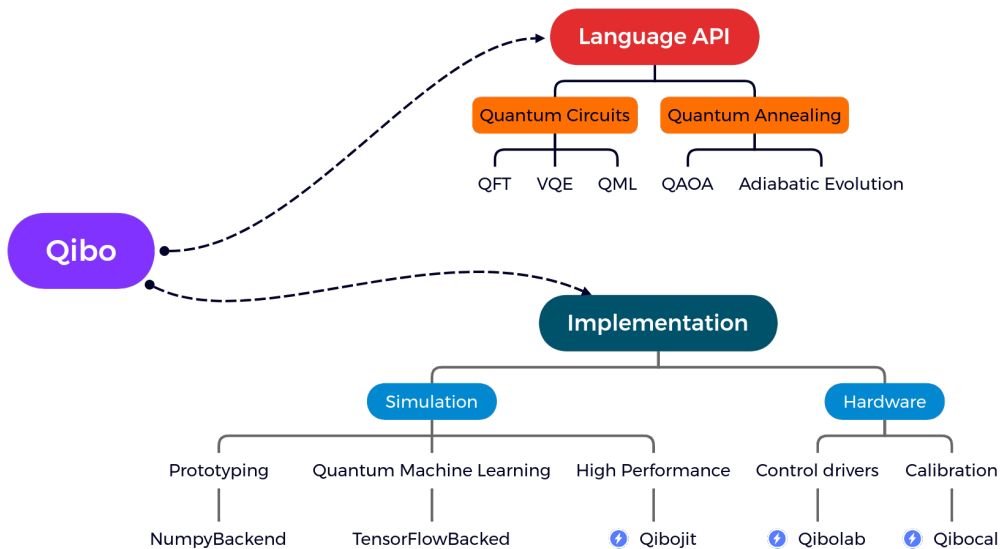 Language API
Quantum Circuits
Quantum Annealing
QFT
VQE
QML
QAOA
Adiabatic Evolution
Qibo
Implementation
Simulation
Hardware
Prototyping
Quantum Machine Learning
High Performance
Control drivers
Calibration
NumpyBackend
TensorFlowBacked
Qibojit
Qibolab
Qibocal